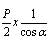 P/2 x 1/cos α